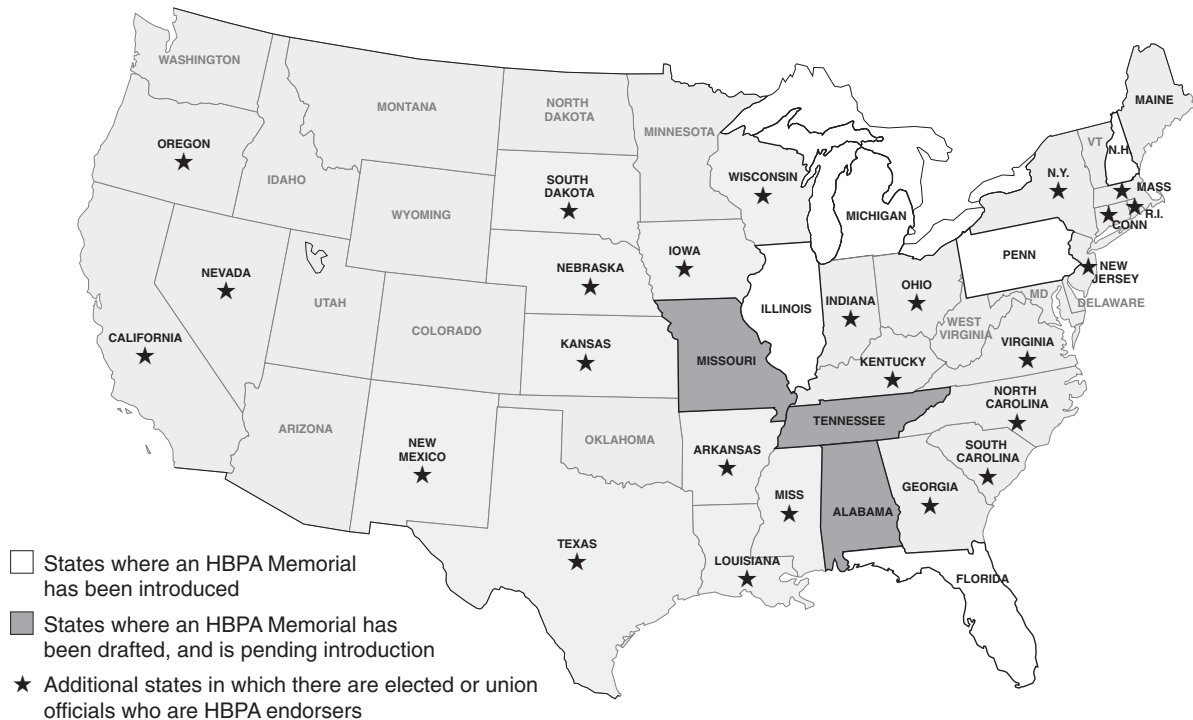 WASHINGTON
MONTANA
NORTH
DAKOTA
MINNESOTA
MAINE
OREGON
IDAHO
SOUTH
DAKOTA
WISCONSIN
VT
N.H.
N.Y.
MASS
R.I.
CONN
WYOMING
MICHIGAN
PENN
NEW
JERSEY
NEVADA
NEBRASKA
IOWA
UTAH
COLORADO
ILLINOIS
INDIANA
OHIO
MD
DELAWARE
WEST
VIRGINIA
CALIFORNIA
KANSAS
MISSOURI
KENTUCKY
VIRGINIA
NORTH
CAROLINA
ARIZONA
NEW
MEXICO
OKLAHOMA
TENNESSEE
ARKANSAS
SOUTH
CAROLINA
MISS
ALABAMA
GEORGIA
TEXAS
LOUISIANA
FLORIDA
States where an HBPA Memorial
has been introduced
States where an HBPA Memorial has
been drafted, and is pending introduction
Additional states in which there are elected or union
officials who are HBPA endorsers